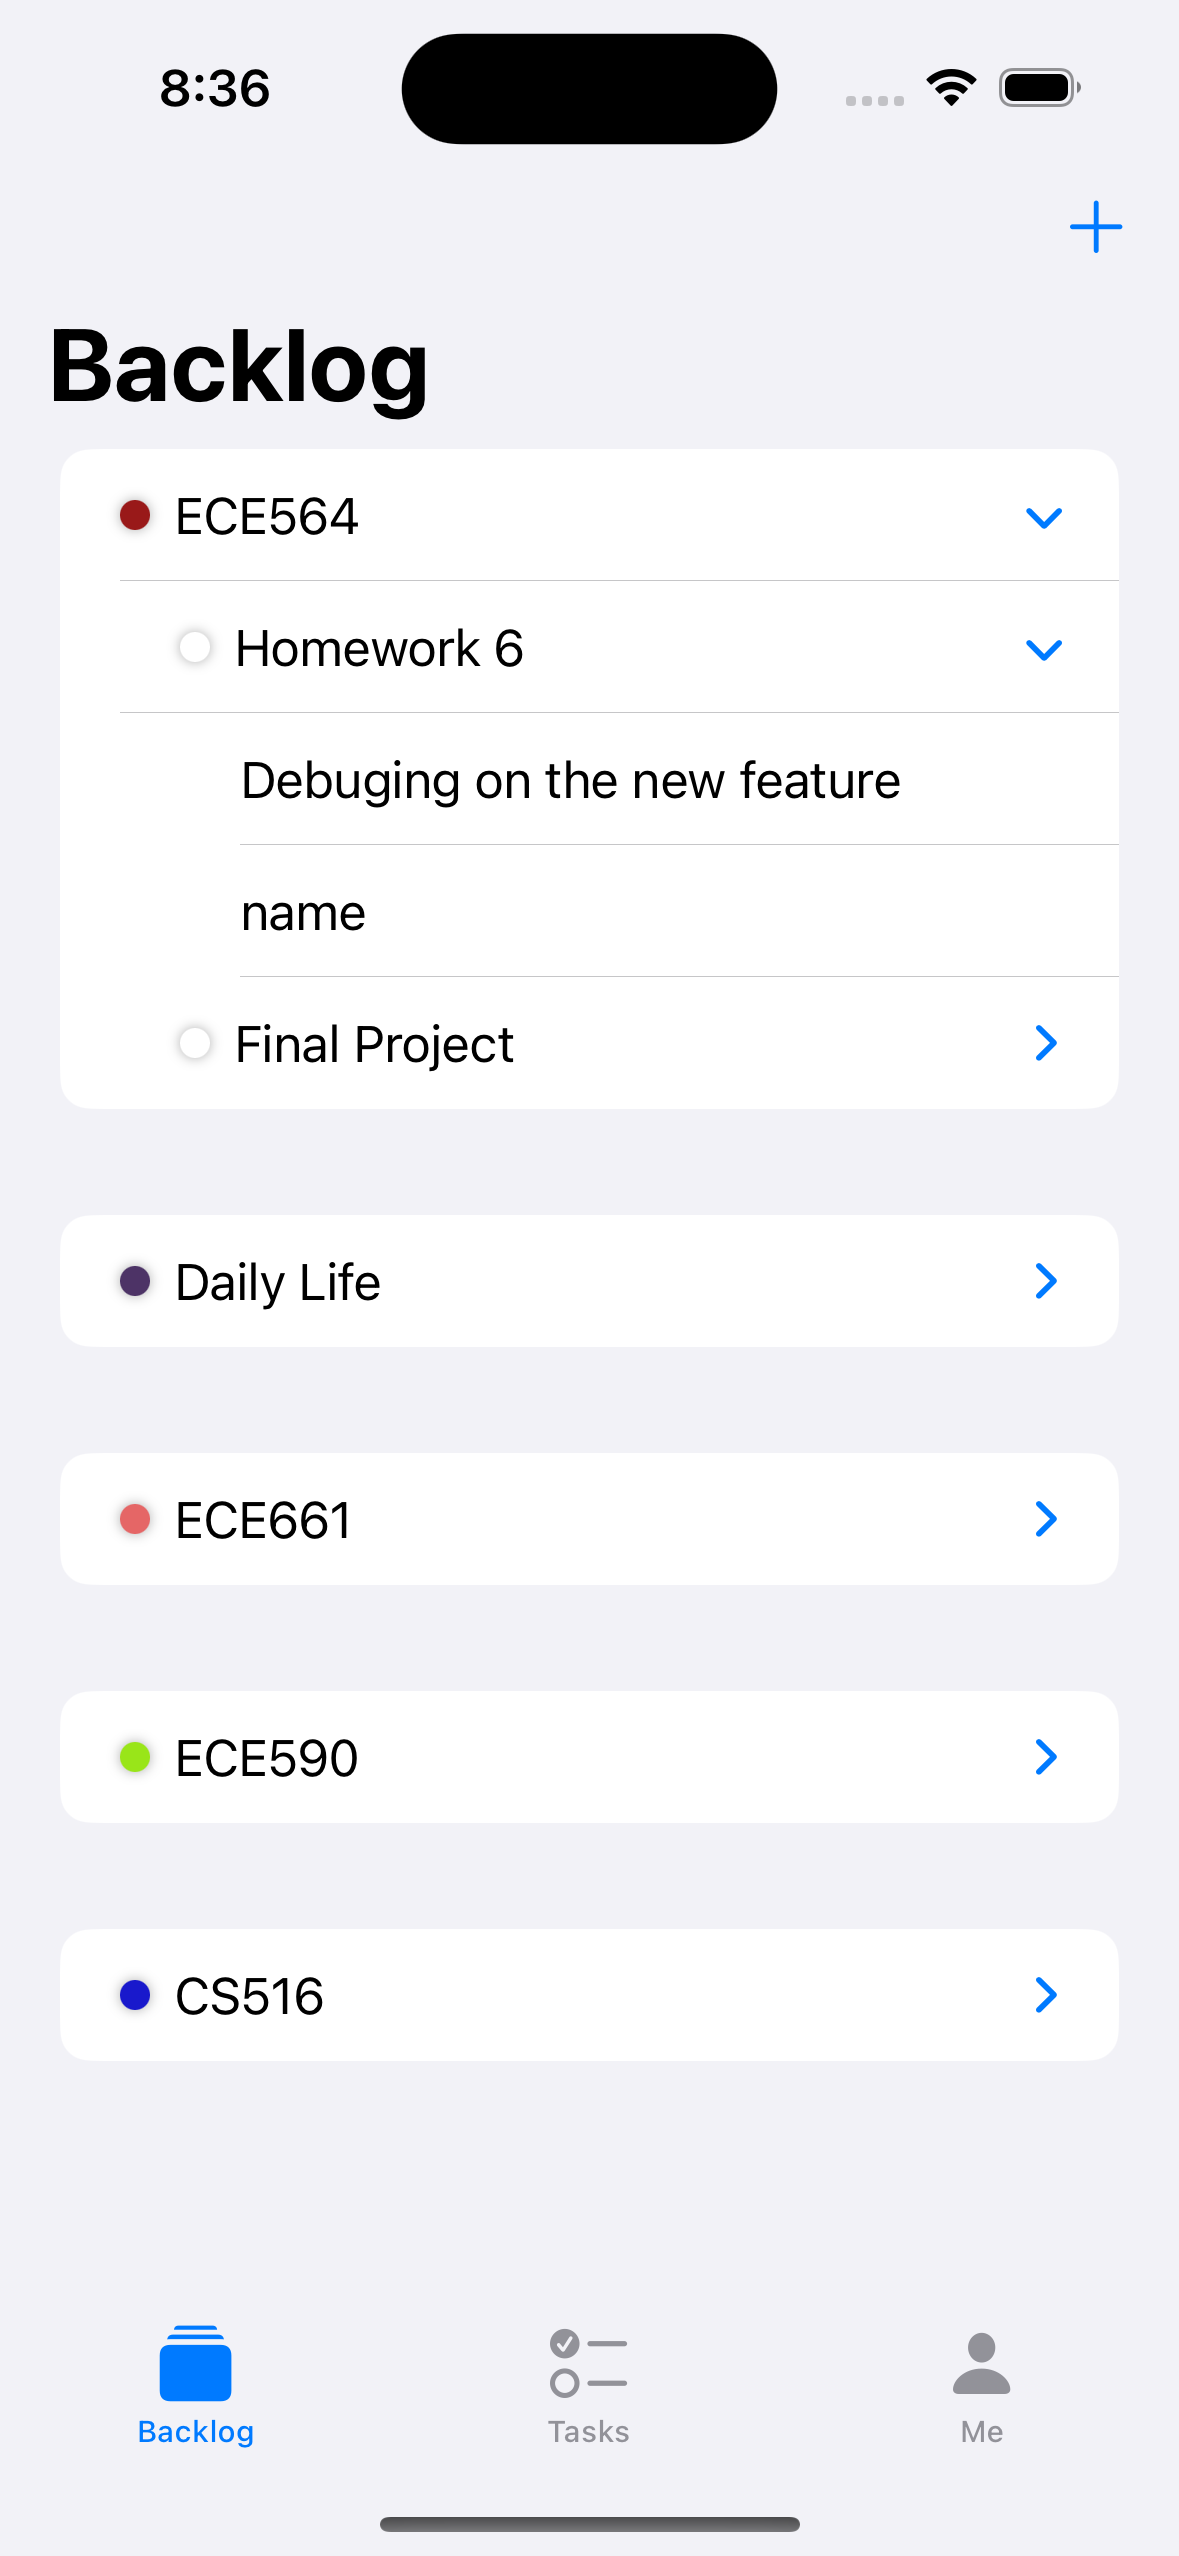 8:36
Backlog
ECE564
Homework 6
Debuging on the new feature
name
Final Project
Daily Life
ECE661
ECE590
CS516
Backlog
Tasks
Me